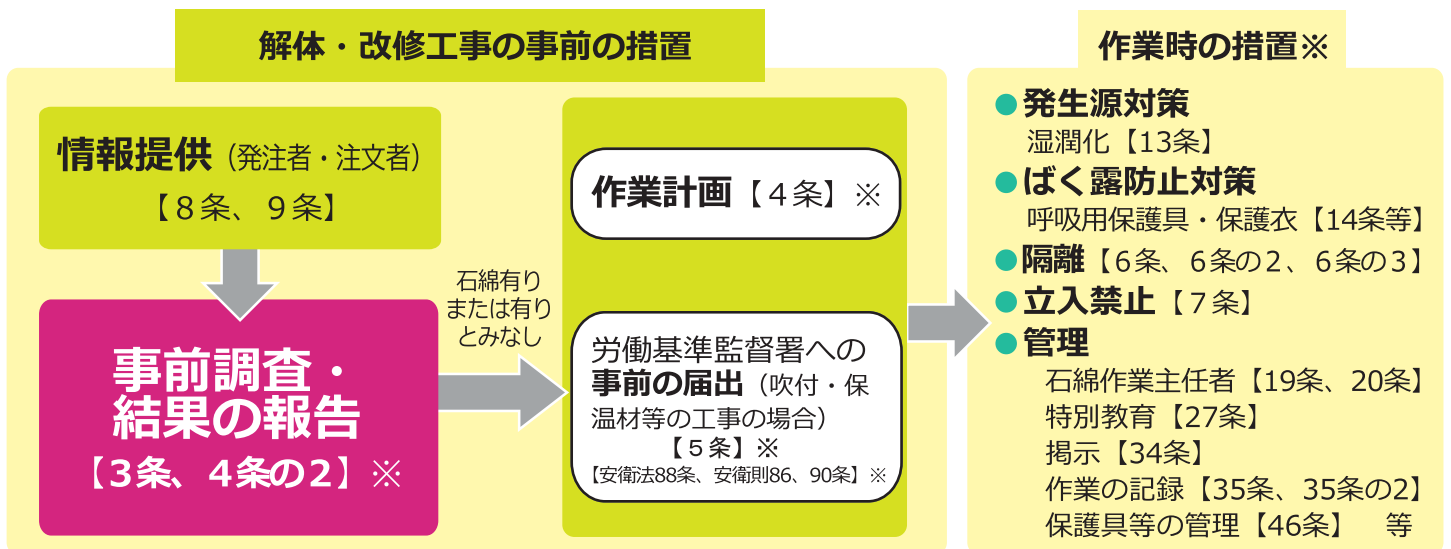 解体・改修工事の事前の措置
情報提供（発注者・注文者）
【８条、９条】
事前調査・
結果の報告
【３条、４条の２】※
石綿有り
または有り
とみなし
作業計画【４条】※
労働基準監督署への
事前の届出（吹付・保
温材等の工事の場合）
【５条】※
【安衛法88条、安衛則86、90条】※
作業時の措置※
●発生源対策
湿潤化【13条】
●ばく露防止対策
呼吸用保護具・保護衣【14条等】
●隔離【６条、６条の２、６条の３】
●立入禁止【７条】
●管理
石綿作業主任者【19条、20条】
特別教育【27条】
掲示【34条】
作業の記録【35条、35条の2】
保護具等の管理【46条】　等